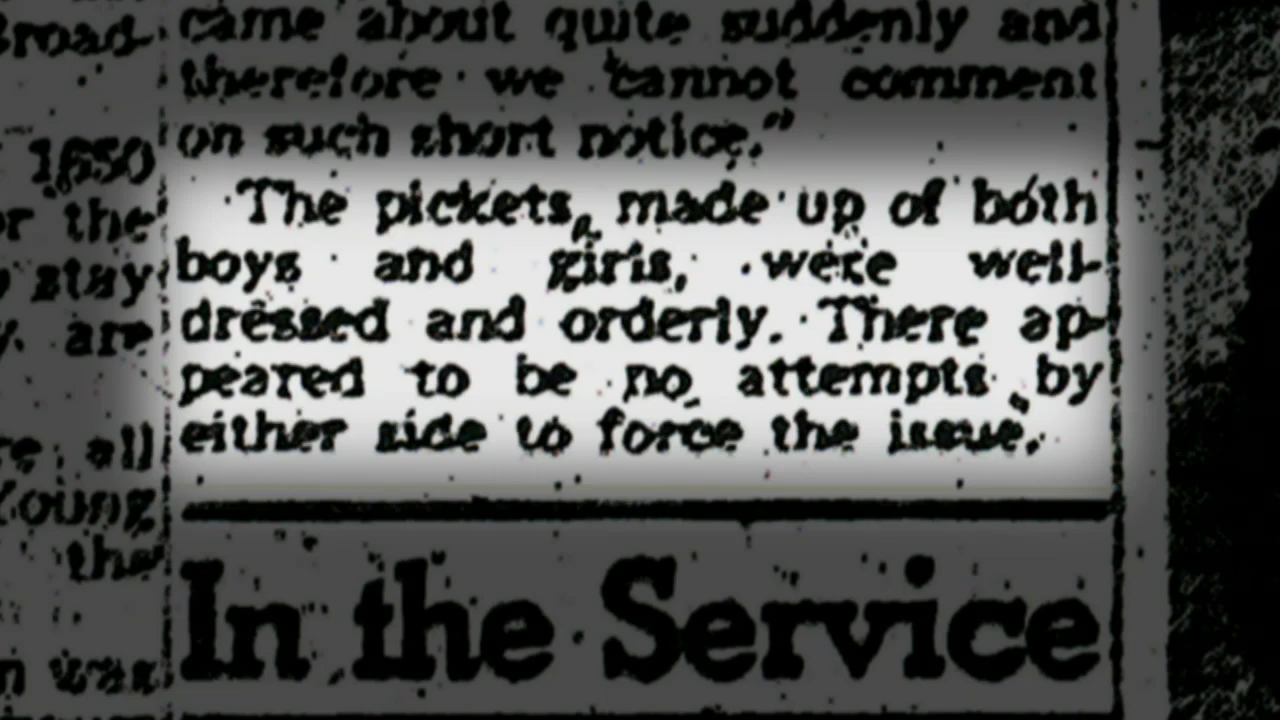 came about quite suddenly and
therefore we cannot comment
on such short notice."
The pickets, made up of both
boys and girls, were well-
dressed and orderly. There ap-
peared to be no attempts by
either side to force the issue.
In the Service
Broad-
1650
or the
stay
are
all
Young
the
was